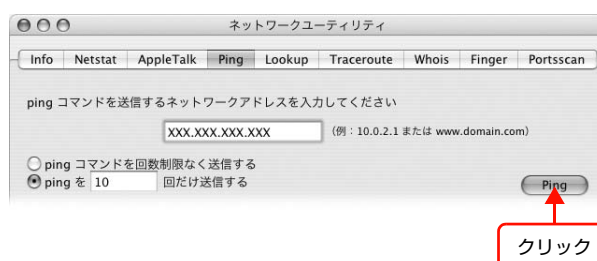 ネットワークユーティリティ
Info Netstat AppleTalk Ping Lookup Traceroute Whois Finger Portsscan
ping コマンドを送信するネットワークアドレスを入力してください
XXX.XXX.XXX.XXX (例：10.0.2.1 または www.domain.com)
ping コマンドを回数制限なく送信する
ping を 10 回だけ送信する
Ping
クリック